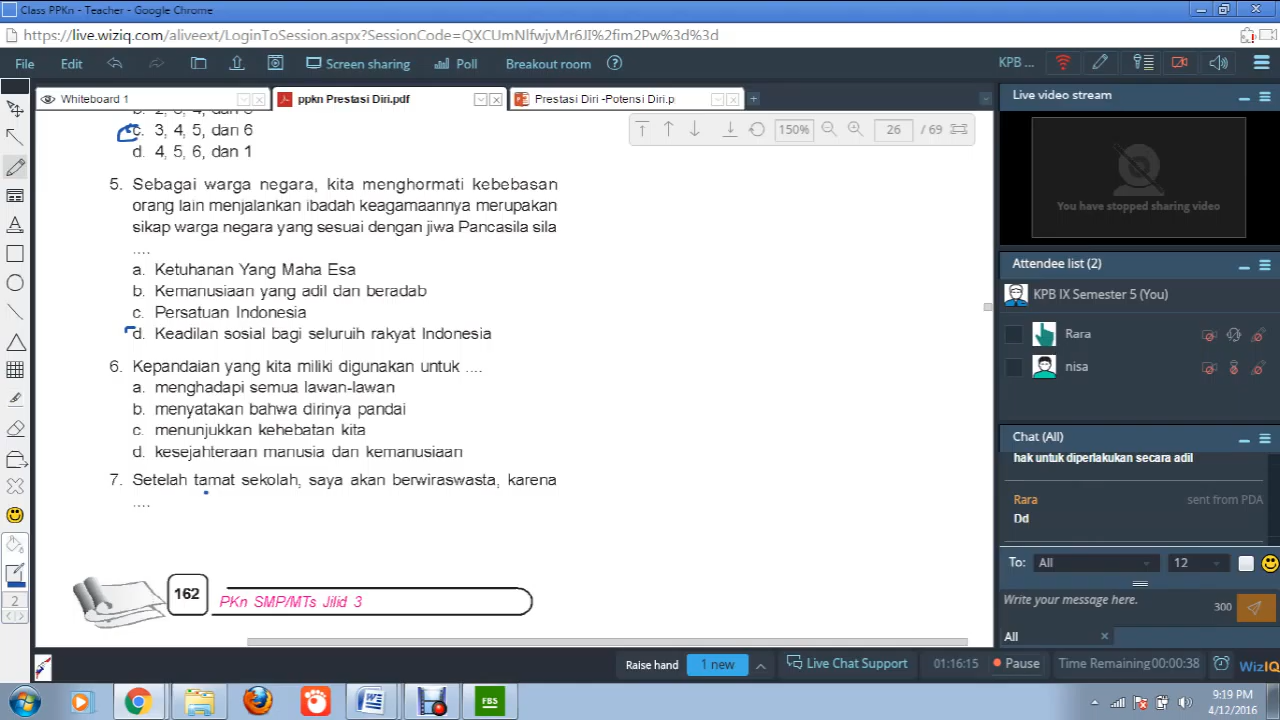 Class PPKn - Teacher - Google Chrome
https://live.wiziq.com/aliveext/LoginToSession.aspx?SessionCode=QXCUmNlfwjvMr6JI%2fim2Pw%3d%3d
File Edit Screen sharing Poll Breakout room KPB ...
Whiteboard 1 ppkn Prestasi Diri.pdf Prestasi Diri -Potensi Diri.p
150% 26 / 69
c. 3, 4, 5, dan 6
d. 4, 5, 6, dan 1
5. Sebagai warga negara, kita menghormati kebebasan
orang lain menjalankan ibadah keagamaannya merupakan
sikap warga negara yang sesuai dengan jiwa Pancasila sila
....
a. Ketuhanan Yang Maha Esa
b. Kemanusiaan yang adil dan beradab
c. Persatuan Indonesia
d. Keadilan sosial bagi seluruih rakyat Indonesia
6. Kepandaian yang kita miliki digunakan untuk ....
a. menghadapi semua lawan-lawan
b. menyatakan bahwa dirinya pandai
c. menunjukkan kehebatan kita
d. kesejahteraan manusia dan kemanusiaan
7. Setelah tamat sekolah, saya akan berwiraswasta, karena
....
162
PKn SMP/MTs Jilid 3
2
Live video stream
You have stopped sharing video
Attendee list (2)
KPB IX Semester 5 (You)
Rara
nisa
Chat (All)
hak untuk diperlakukan secara adil
Rara sent from PDA
Dd
To: All 12
Write your message here. 300
All
Raise hand 1 new Live Chat Support 01:16:15 Pause Time Remaining 00:00:38 WizIQ
FBS
9:19 PM
4/12/2016